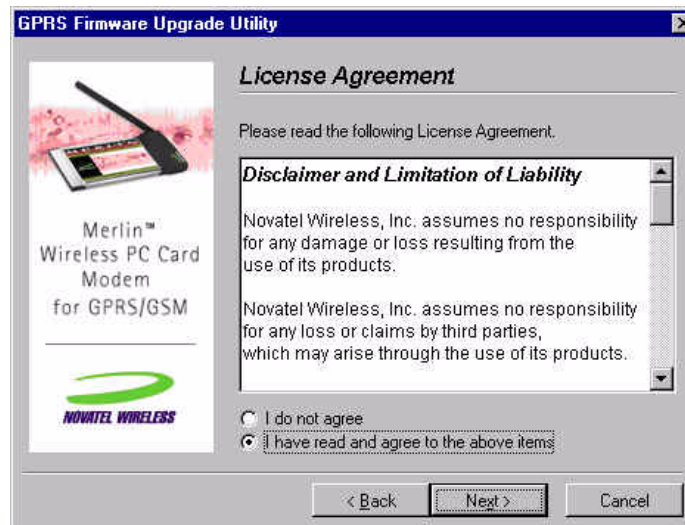 GPRS Firmware Upgrade Utility
License Agreement
Please read the following License Agreement.
Disclaimer and Limitation of Liability
Novatel Wireless, Inc. assumes no responsibility
for any damage or loss resulting from the
use of its products.
Novatel Wireless, Inc. assumes no responsibility
for any loss or claims by third parties,
which may arise through the use of its products.
Merlin™
Wireless PC Card
Modem
for GPRS/GSM
NOVATEL WIRELESS
I do not agree
I have read and agree to the above items
< Back
Next >
Cancel